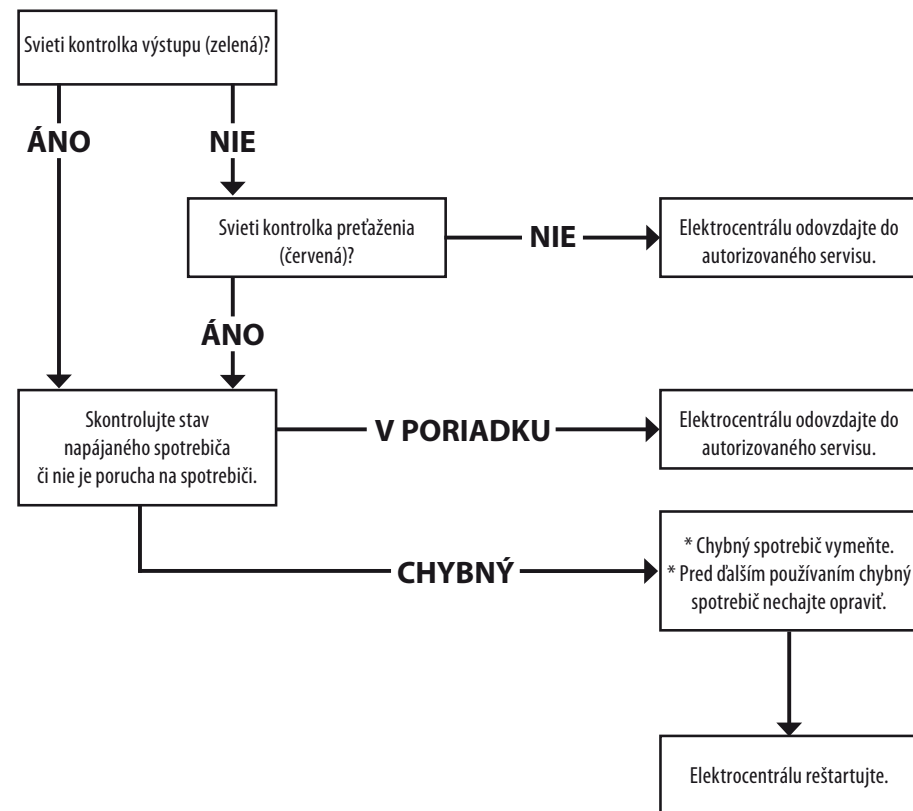 Svieti kontrolka výstupu (zelená)?
ÁNO
NIE
Svieti kontrolka preťaženia
(červená)?
NIE
Elektrocentrálu odovzdajte do
autorizovaného servisu.
ÁNO
Skontrolujte stav
napájaného spotrebiča
či nie je porucha na spotrebiči.
V PORIADKU
Elektrocentrálu odovzdajte do
autorizovaného servisu.
CHYBNÝ
* Chybný spotrebič vymeňte.
* Pred ďalším používaním chybný
spotrebič nechajte opraviť.
Elektrocentrálu reštartujte.